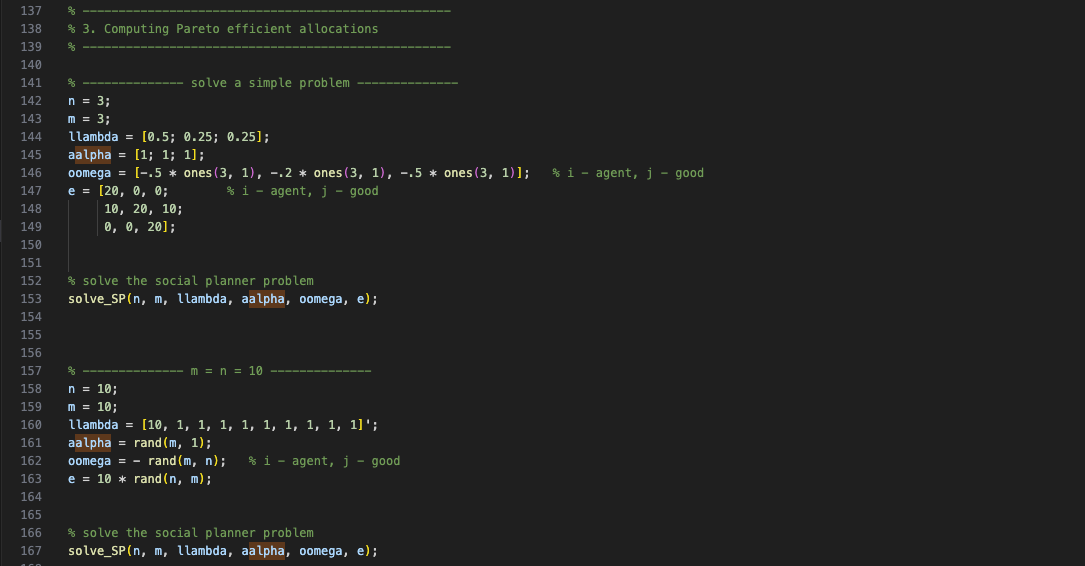 137 % ---------------------------------------------------
138 % 3. Computing Pareto efficient allocations
139 % ---------------------------------------------------
140
141 % -------------- solve a simple problem --------------
142 n = 3;
143 m = 3;
144 llambda = [0.5; 0.25; 0.25];
145 aalpha = [1; 1; 1];
146 oomega = [-.5 * ones(3, 1), -.2 * ones(3, 1), -.5 * ones(3, 1)];   % i - agent, j - good
147 e = [20, 0, 0;        % i - agent, j - good
148      10, 20, 10;
149      0, 0, 20];
150
151
152 % solve the social planner problem
153 solve_SP(n, m, llambda, aalpha, oomega, e);
154
155
156
157 % -------------- m = n = 10 --------------
158 n = 10;
159 m = 10;
160 llambda = [10, 1, 1, 1, 1, 1, 1, 1, 1, 1]';
161 aalpha = rand(m, 1);
162 oomega = - rand(m, n);   % i - agent, j - good
163 e = 10 * rand(n, m);
164
165
166 % solve the social planner problem
167 solve_SP(n, m, llambda, aalpha, oomega, e);